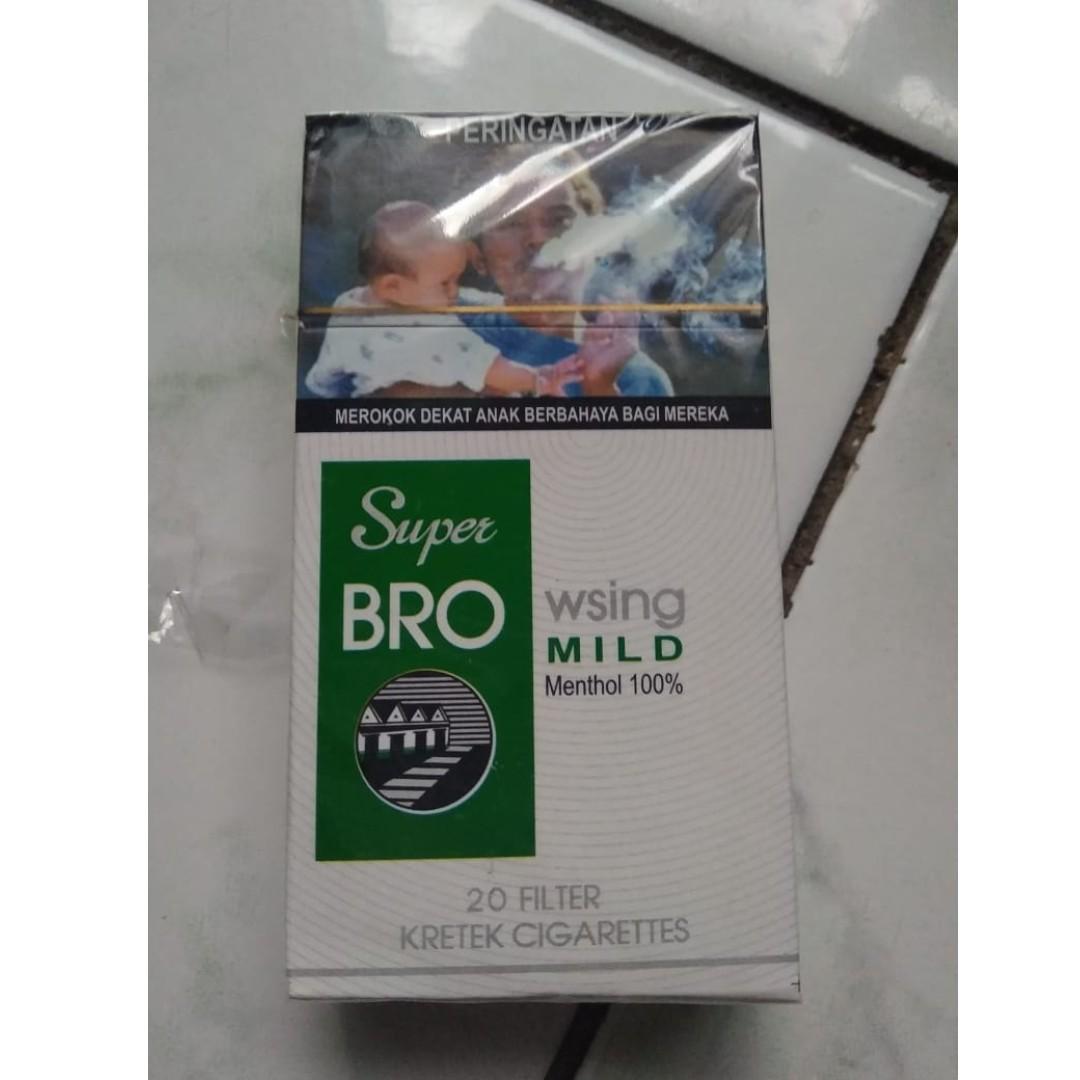 PERINGATAN
MEROKOK DEKAT ANAK BERBAHAYA BAGI MEREKA
Super
BRO wsing
MILD
Menthol 100%
20 FILTER
KRETEK CIGARETTES